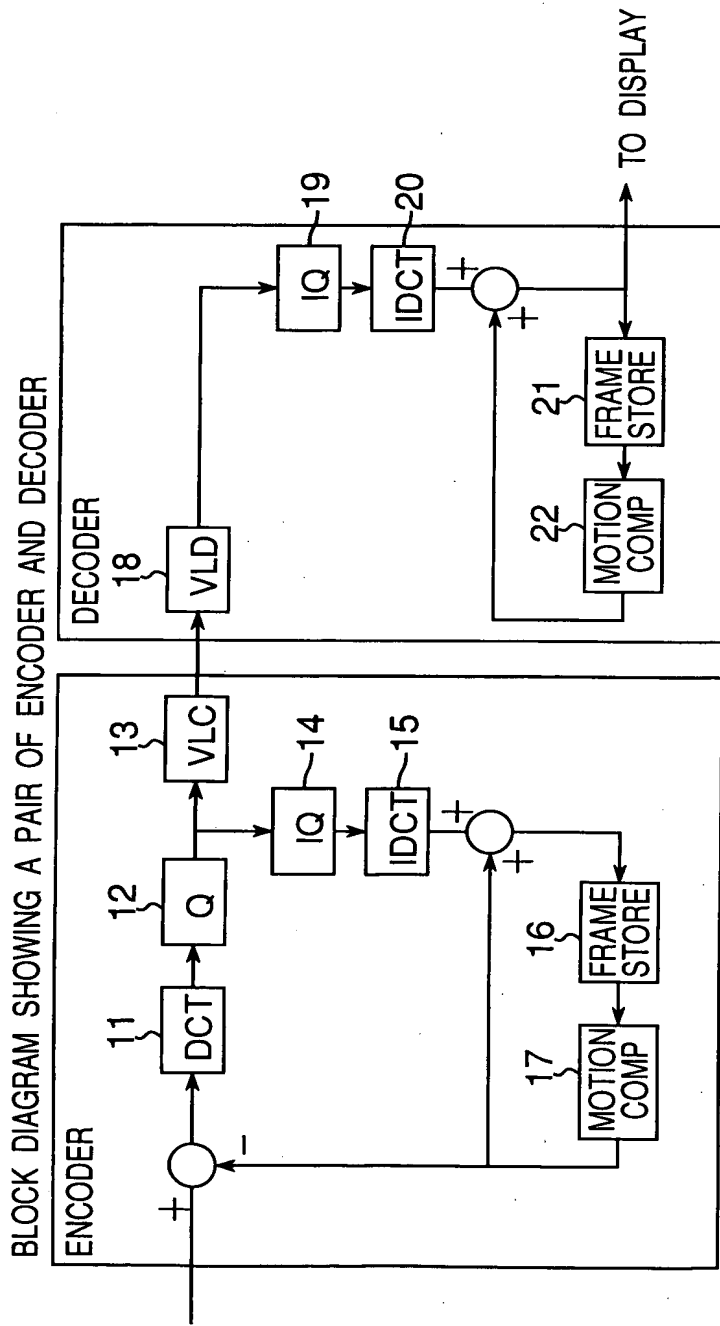 BLOCK DIAGRAM SHOWING A PAIR OF ENCODER AND DECODER
ENCODER
+
-
11
DCT
12
Q
13
VLC
14
IQ
15
IDCT
+
+
16
FRAME
STORE
17
MOTION
COMP
DECODER
18
VLD
19
IQ
20
IDCT
+
+
21
FRAME
STORE
22
MOTION
COMP
TO DISPLAY